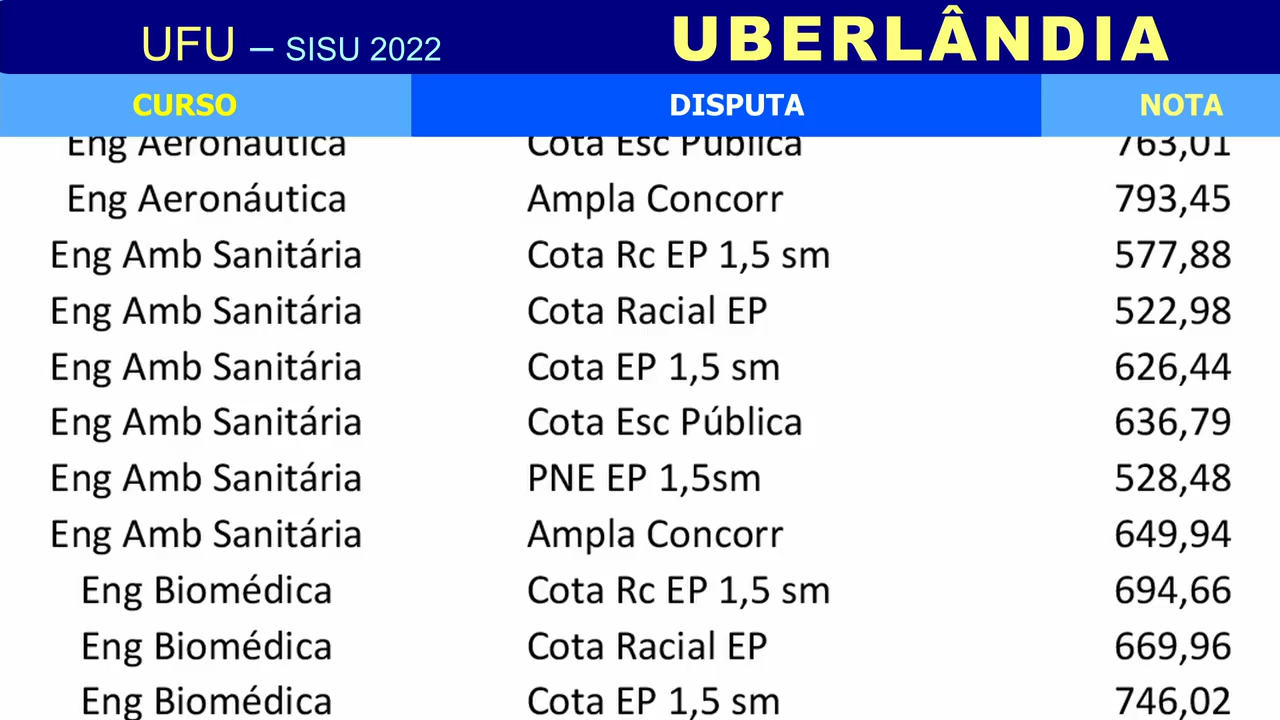 UFU – SISU 2022 UBERLÂNDIA
CURSO DISPUTA NOTA
Eng Aeronáutica Cota Esc Pública 763,01
Eng Aeronáutica Ampla Concorr 793,45
Eng Amb Sanitária Cota Rc EP 1,5 sm 577,88
Eng Amb Sanitária Cota Racial EP 522,98
Eng Amb Sanitária Cota EP 1,5 sm 626,44
Eng Amb Sanitária Cota Esc Pública 636,79
Eng Amb Sanitária PNE EP 1,5sm 528,48
Eng Amb Sanitária Ampla Concorr 649,94
Eng Biomédica Cota Rc EP 1,5 sm 694,66
Eng Biomédica Cota Racial EP 669,96
Eng Biomédica Cota EP 1,5 sm 746,02